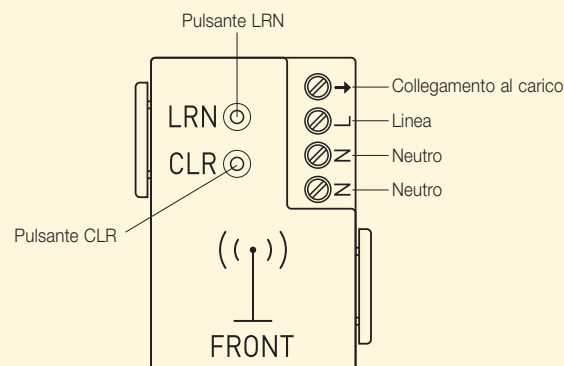 Pulsante LRN
Collegamento al carico
LRN
L
Linea
CLR
N
Neutro
N
Neutro
Pulsante CLR
FRONT